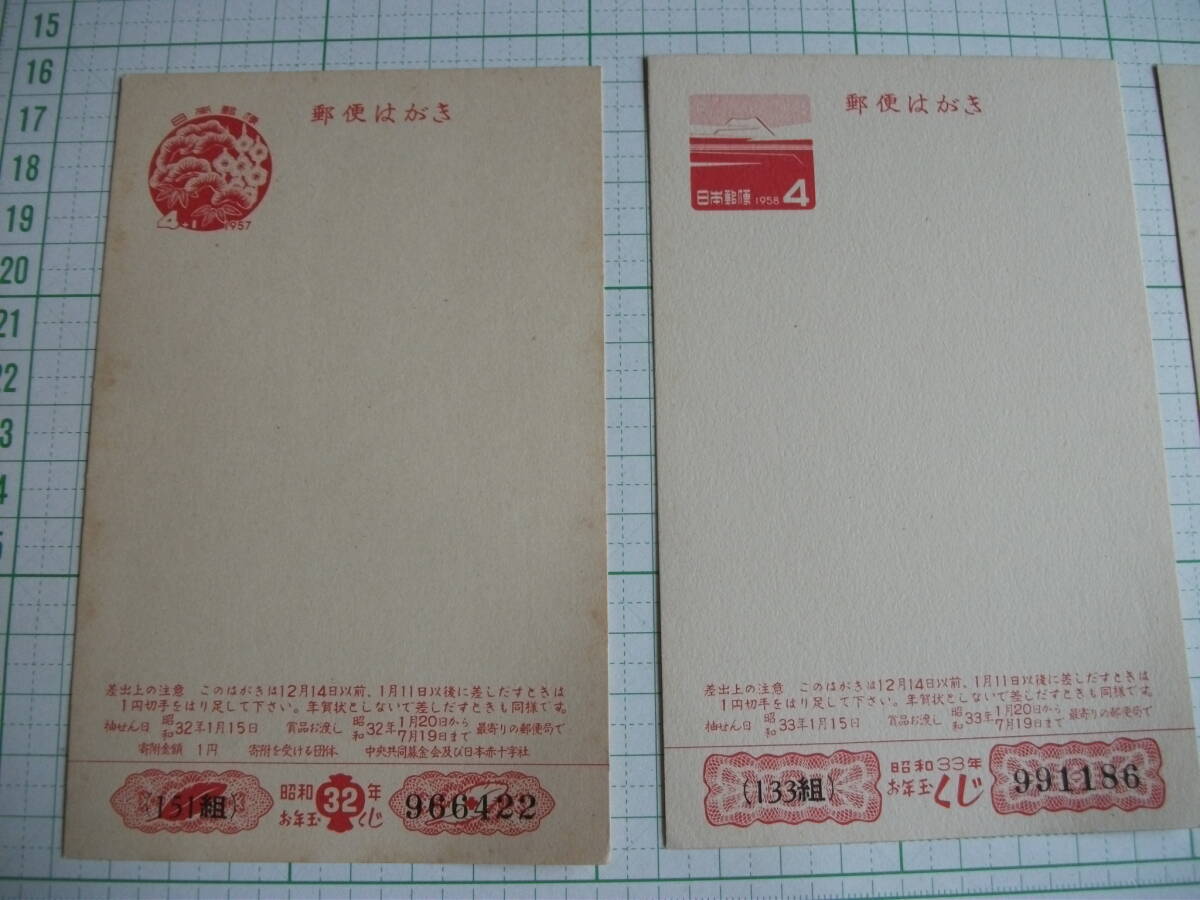 15
16
17
18
19
20
21
22
3
4
5
日本郵便
4+1 1957
郵便はがき
差出上の注意 このはがきは12月14日以前、1月11日以後に差しだすときは
1円切手をはり足して下さい。年賀状としないで差しだすときも同様です。
抽せん日 昭和32年1月15日 賞品お渡し 昭和32年1月20日から7月19日まで 最寄りの郵便局で
寄附金額 1円 寄附を受ける団体 中央共同募金会及び日本赤十字社
(151組)
昭和32年
お年玉くじ
966422
日本郵便 1958 4
郵便はがき
差出上の注意 このはがきは12月14日以前、1月11日以後に差しだすときは
1円切手をはり足して下さい。年賀状としないで差しだすときも同様です。
抽せん日 昭和33年1月15日 賞品お渡し 昭和33年1月20日から7月19日まで 最寄りの郵便局で
(133組)
昭和33年
お年玉くじ
991186